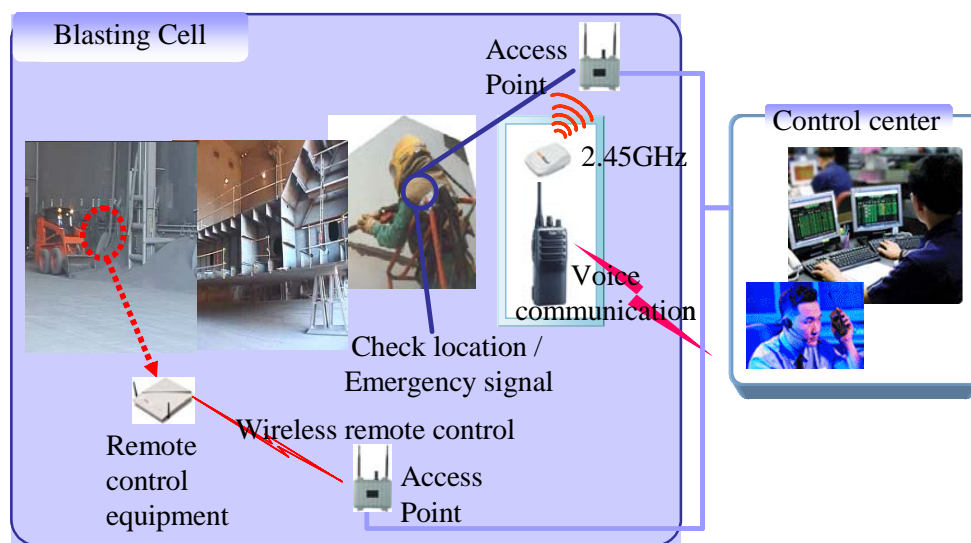 Blasting Cell
Access
Point
2.45GHz
Control center
Voice
communication
Check location /
Emergency signal
Wireless remote control
Remote
control
equipment
Access
Point